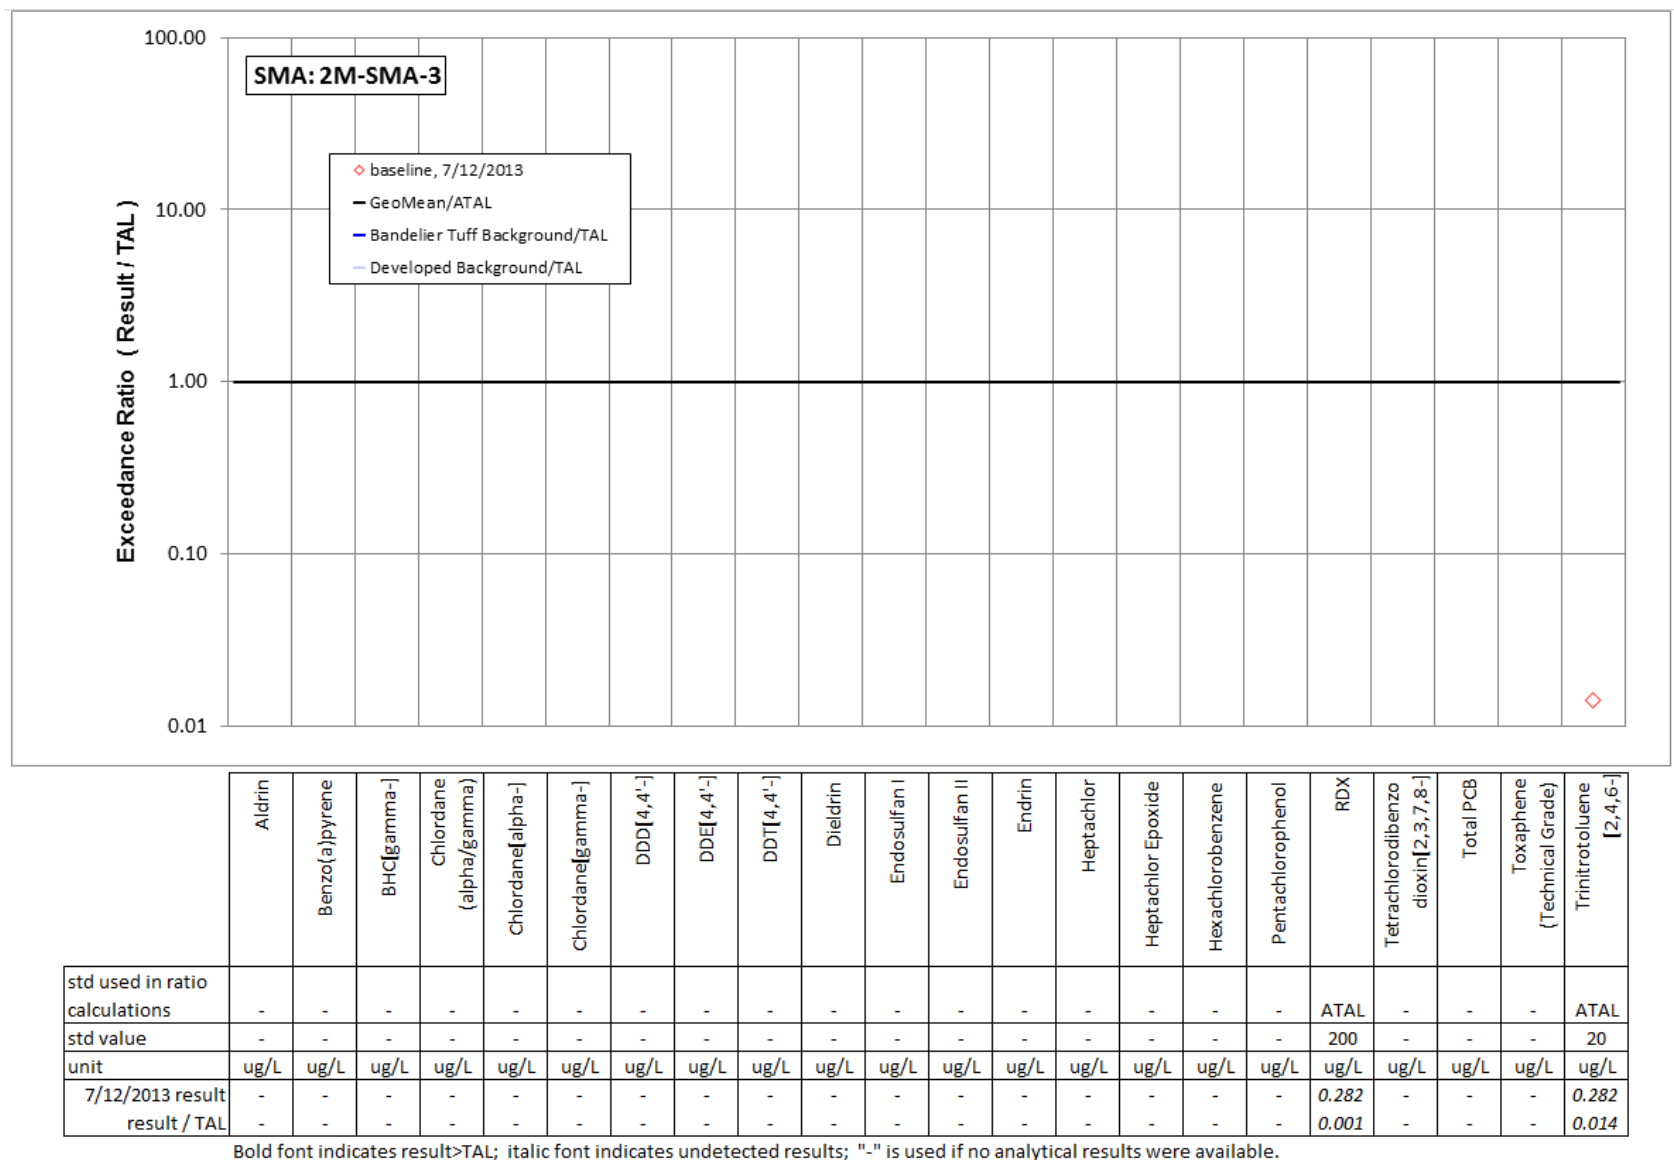 100.00
SMA: 2M-SMA-3
baseline, 7/12/2013
GeoMean/ATAL
Bandelier Tuff Background/TAL
Developed Background/TAL
10.00
1.00
0.10
0.01
Exceedance Ratio ( Result / TAL )
Aldrin
Benzo(a)pyrene
BHC[gamma-]
Chlordane
(alpha/gamma)
Chlordane[alpha-]
Chlordane[gamma-]
DDD[4,4'-]
DDE[4,4'-]
DDT[4,4'-]
Dieldrin
Endosulfan I
Endosulfan II
Endrin
Heptachlor
Heptachlor Epoxide
Hexachlorobenzene
Pentachlorophenol
RDX
Tetrachlorodibenzo
dioxin[2,3,7,8-]
Total PCB
Toxaphene
(Technical Grade)
Trinitrotoluene
[2,4,6-]
std used in ratio
calculations - - - - - - - - - - - - - - - - - ATAL - - - ATAL
std value - - - - - - - - - - - - - - - - - 200 - - - 20
unit ug/L ug/L ug/L ug/L ug/L ug/L ug/L ug/L ug/L ug/L ug/L ug/L ug/L ug/L ug/L ug/L ug/L ug/L ug/L ug/L ug/L ug/L
7/12/2013 result - - - - - - - - - - - - - - - - - 0.282 - - - 0.282
result / TAL - - - - - - - - - - - - - - - - - 0.001 - - - 0.014
Bold font indicates result>TAL; italic font indicates undetected results; "-" is used if no analytical results were available.